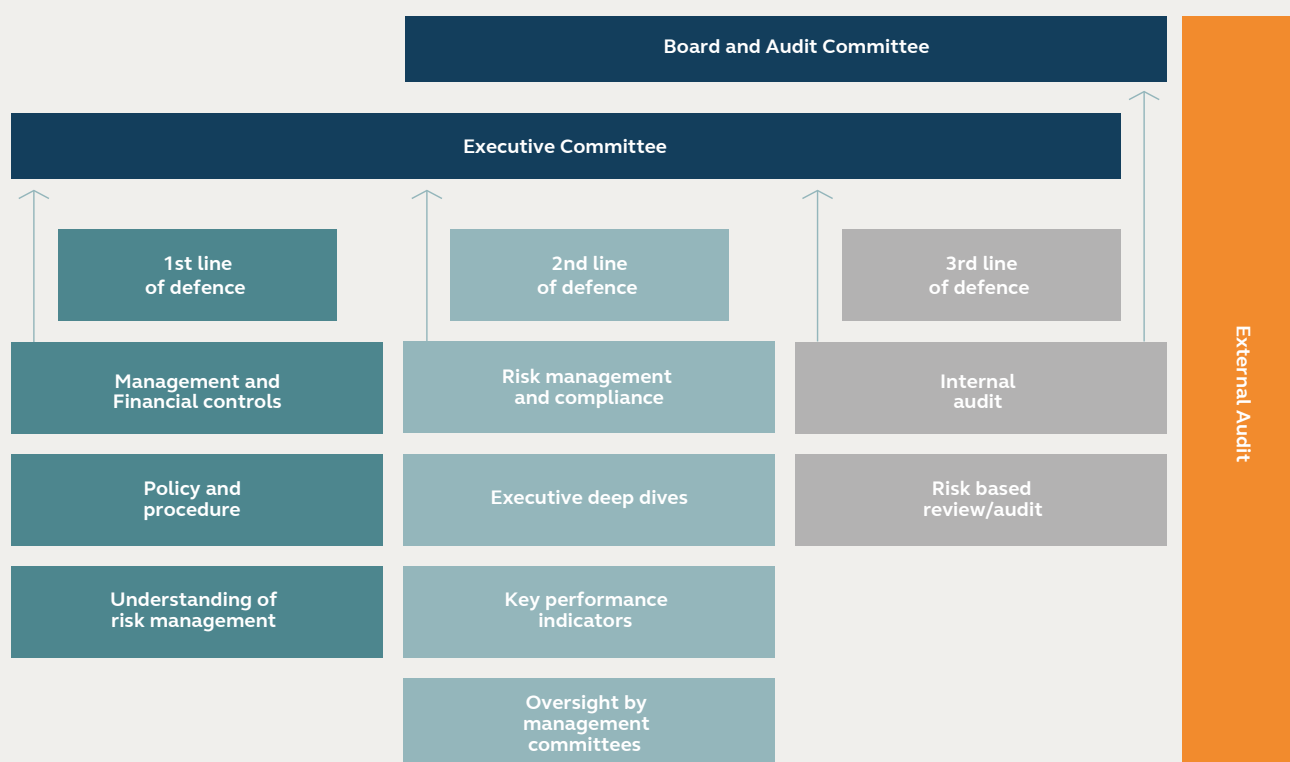 Board and Audit Committee
Executive Committee
1st line
of defence
2nd line
of defence
3rd line
of defence
Management and
Financial controls
Risk management
and compliance
Internal
audit
Policy and
procedure
Executive deep dives
Risk based
review/audit
Understanding of
risk management
Key performance
indicators
Oversight by
management
committees
External Audit